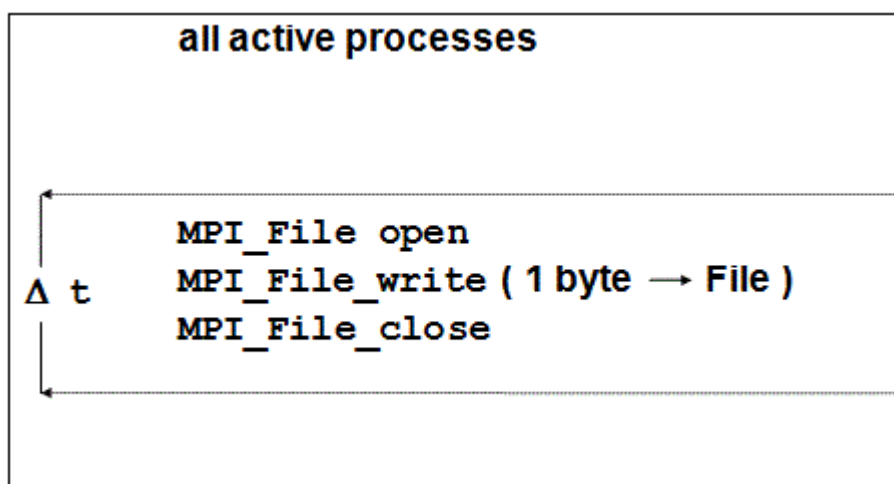 all active processes
MPI_File open
MPI_File_write ( 1 byte → File )
Δ t
MPI_File_close